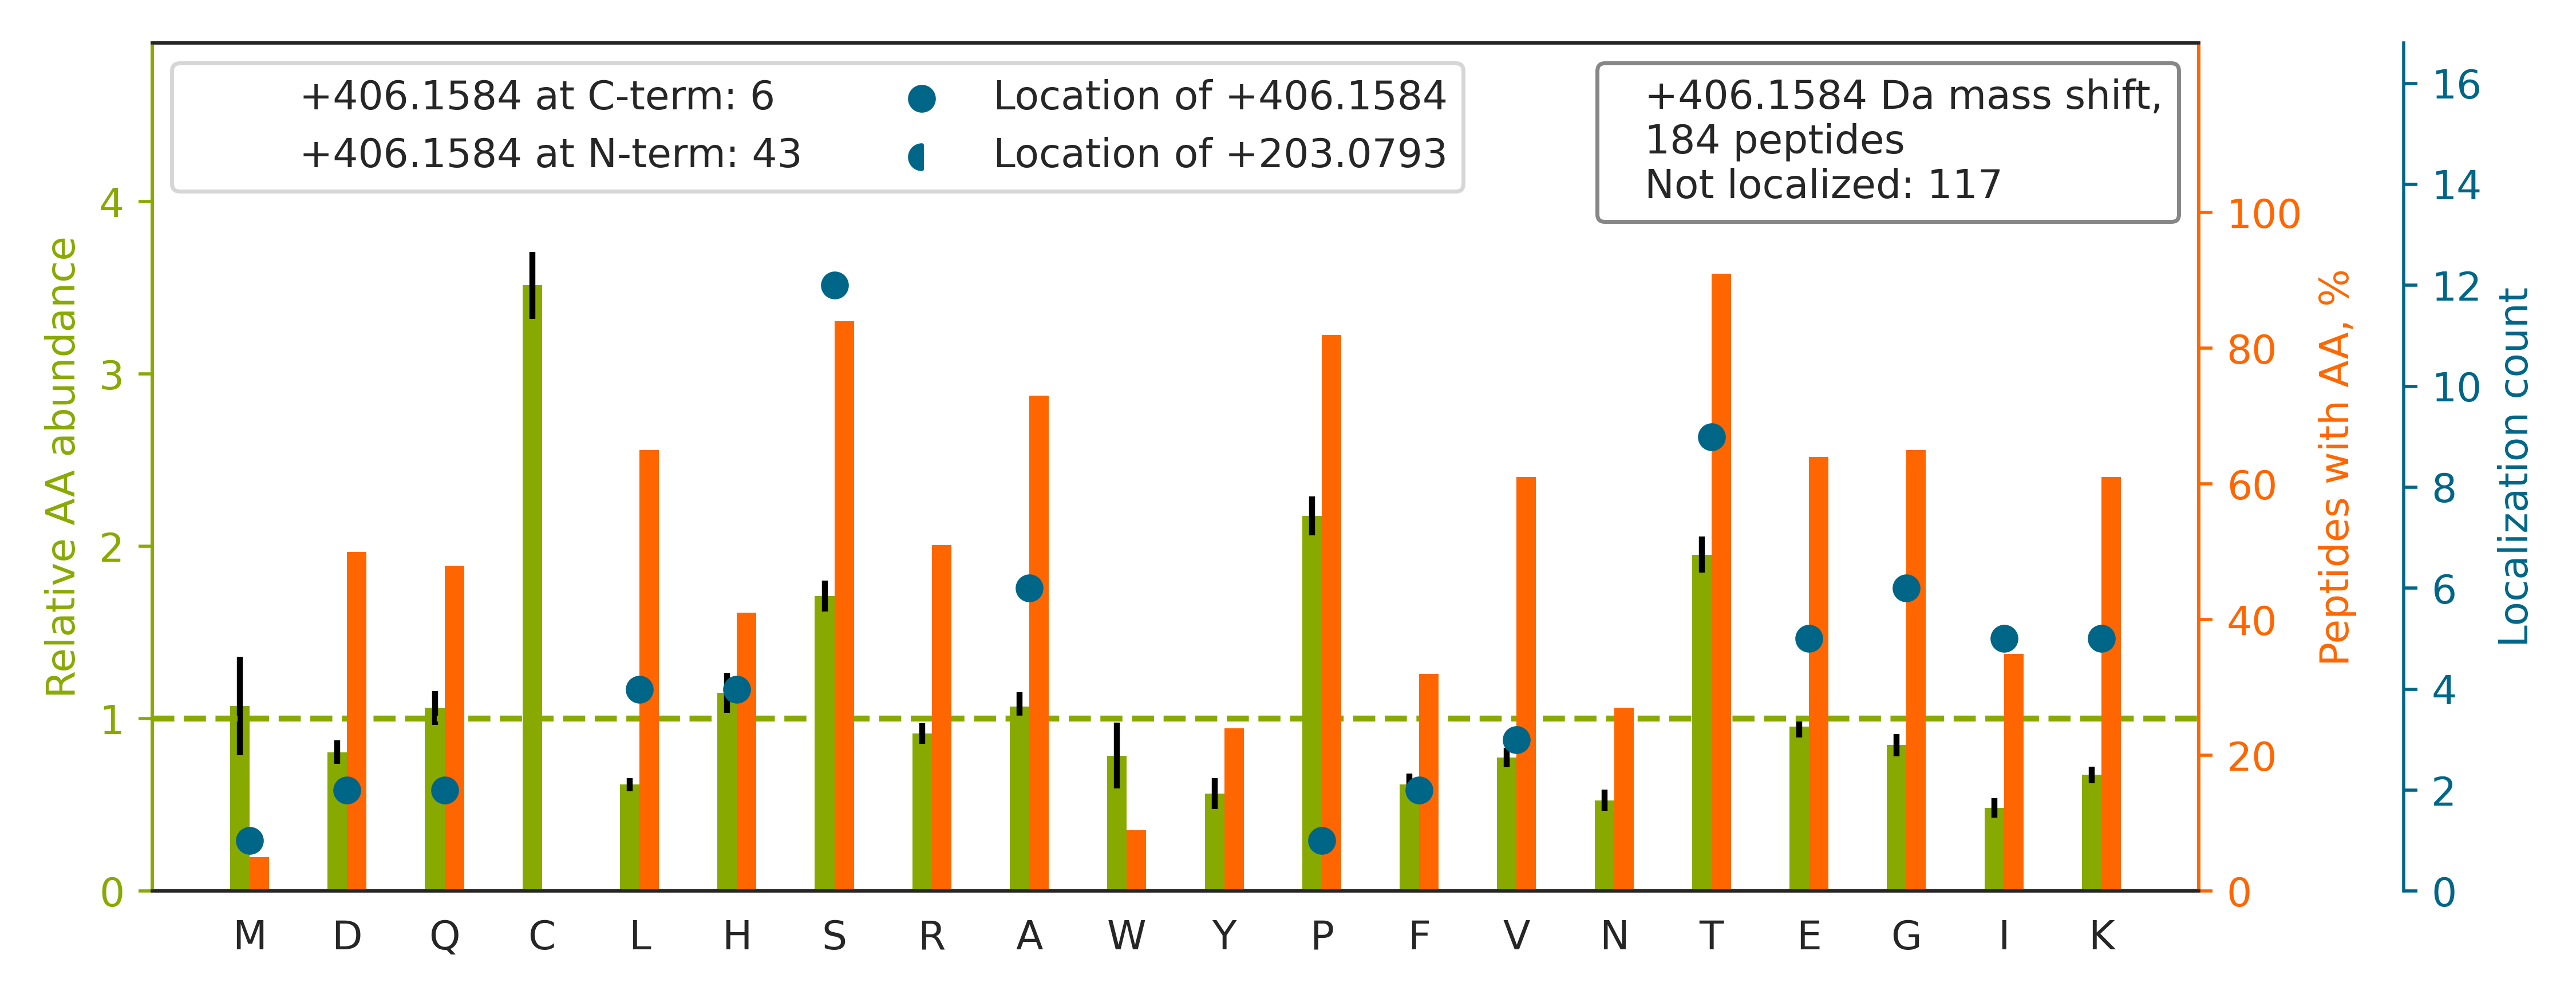 +406.1584 at C-term: 6
+406.1584 at N-term: 43
Location of +406.1584
Location of +203.0793
+406.1584 Da mass shift,
184 peptides
Not localized: 117
Relative AA abundance
4
3
2
1
0
M D Q C L H S R A W Y P F V N T E G I K
100
80
60
40
20
0
Peptides with AA, %
16
14
12
10
8
6
4
2
0
Localization count